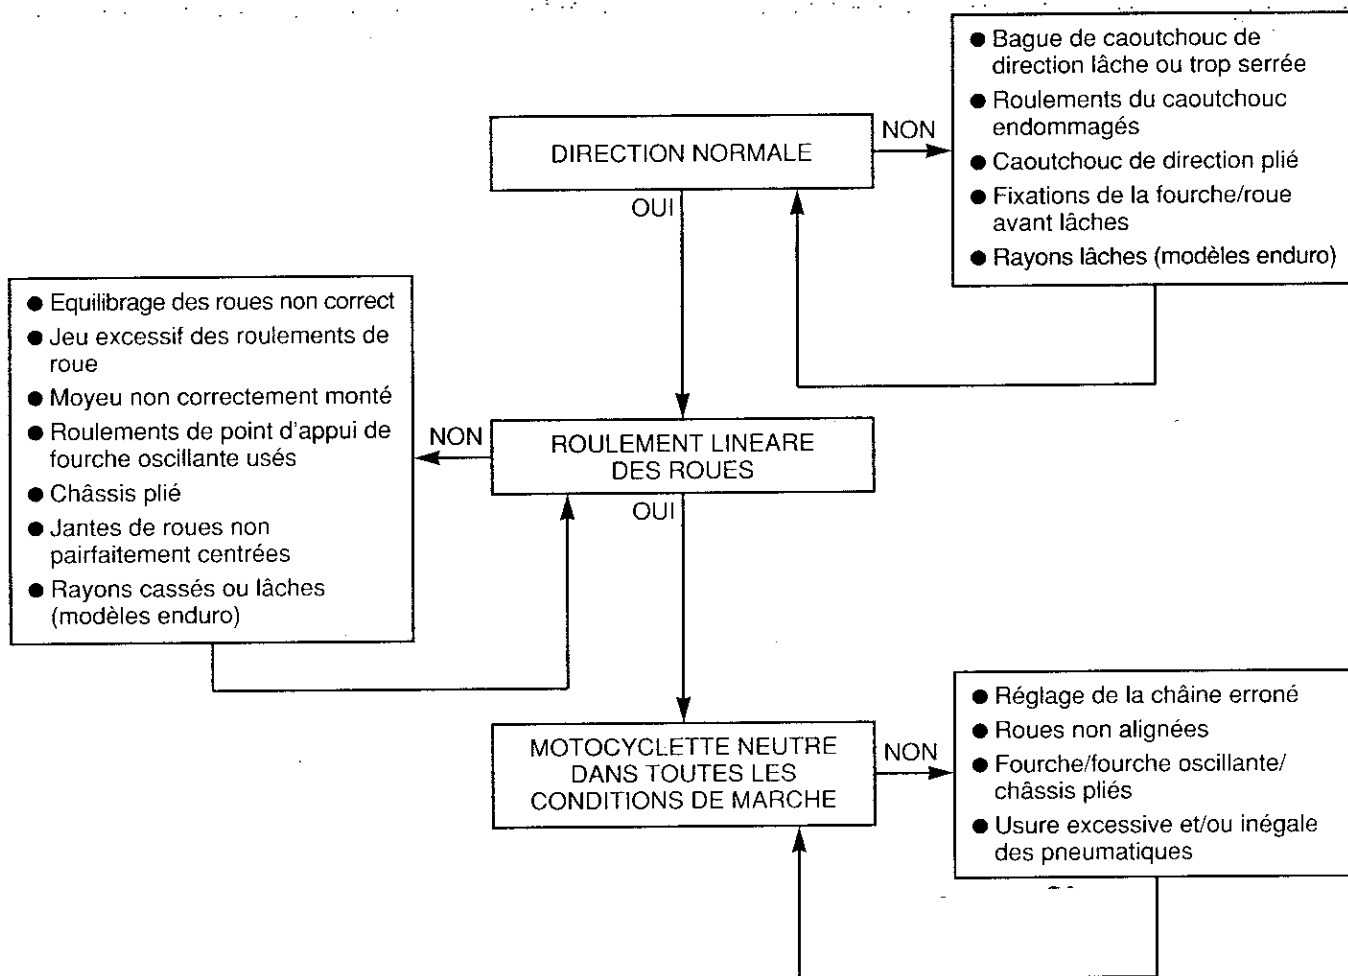 DIRECTION NORMALE
NON
● Bague de caoutchouc de
direction lâche ou trop serrée
● Roulements du caoutchouc
endommagés
● Caoutchouc de direction plié
● Fixations de la fourche/roue
avant lâches
● Rayons lâches (modèles enduro)
OUI
ROULEMENT LINEARE
DES ROUES
NON
● Equilibrage des roues non correct
● Jeu excessif des roulements de
roue
● Moyeu non correctement monté
● Roulements de point d'appui de
fourche oscillante usés
● Châssis plié
● Jantes de roues non
pairfaitement centrées
● Rayons cassés ou lâches
(modèles enduro)
OUI
MOTOCYCLETTE NEUTRE
DANS TOUTES LES
CONDITIONS DE MARCHE
NON
● Réglage de la châine erroné
● Roues non alignées
● Fourche/fourche oscillante/
châssis pliés
● Usure excessive et/ou inégale
des pneumatiques